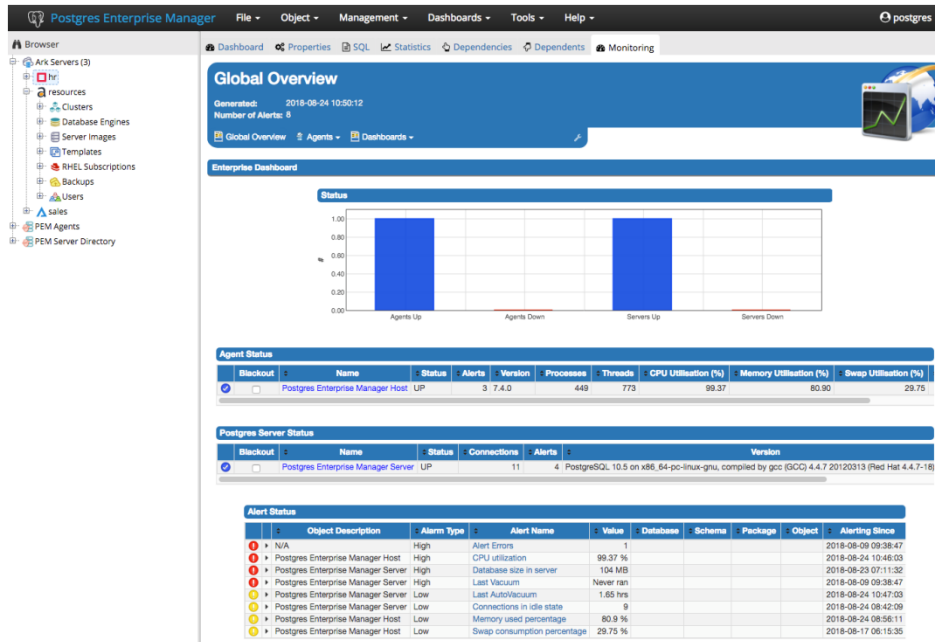 Postgres Enterprise Manager File Object Management Dashboards Tools Help postgres
Browser
Ark Servers (3)
hr
resources
Clusters
Database Engines
Server Images
Templates
RHEL Subscriptions
Backups
Users
sales
PEM Agents
PEM Server Directory
Dashboard Properties SQL Statistics Dependencies Dependents Monitoring
Global Overview
Generated: 2018-08-24 10:50:12
Number of Alerts: 8
Global Overview Agents Dashboards
Enterprise Dashboard
Status
1.00
0.80
0.60
0.40
0.20
0.00
#
Agents Up Agents Down Servers Up Servers Down
Agent Status
Blackout Name Status Alerts Version Processes Threads CPU Utilisation (%) Memory Utilisation (%) Swap Utilisation (%)
Postgres Enterprise Manager Host UP 3 7.4.0 449 773 99.37 80.90 29.75
Postgres Server Status
Blackout Name Status Connections Alerts Version
Postgres Enterprise Manager Server UP 11 4 PostgreSQL 10.5 on x86_64-pc-linux-gnu, compiled by gcc (GCC) 4.4.7 20120313 (Red Hat 4.4.7-18)
Alert Status
Object Description Alarm Type Alert Name Value Database Schema Package Object Alerting Since
N/A High Alert Errors 1 2018-08-09 09:38:47
Postgres Enterprise Manager Host High CPU utilization 99.37 % 2018-08-24 10:46:03
Postgres Enterprise Manager Server High Database size in server 104 MB 2018-08-23 07:11:32
Postgres Enterprise Manager Server High Last Vacuum Never ran 2018-08-09 09:38:47
Postgres Enterprise Manager Server Low Last AutoVacuum 1.65 hrs 2018-08-24 10:47:03
Postgres Enterprise Manager Server Low Connections in idle state 9 2018-08-24 08:42:09
Postgres Enterprise Manager Host Low Memory used percentage 80.9 % 2018-08-24 08:56:11
Postgres Enterprise Manager Host Low Swap consumption percentage 29.75 % 2018-08-17 06:15:35